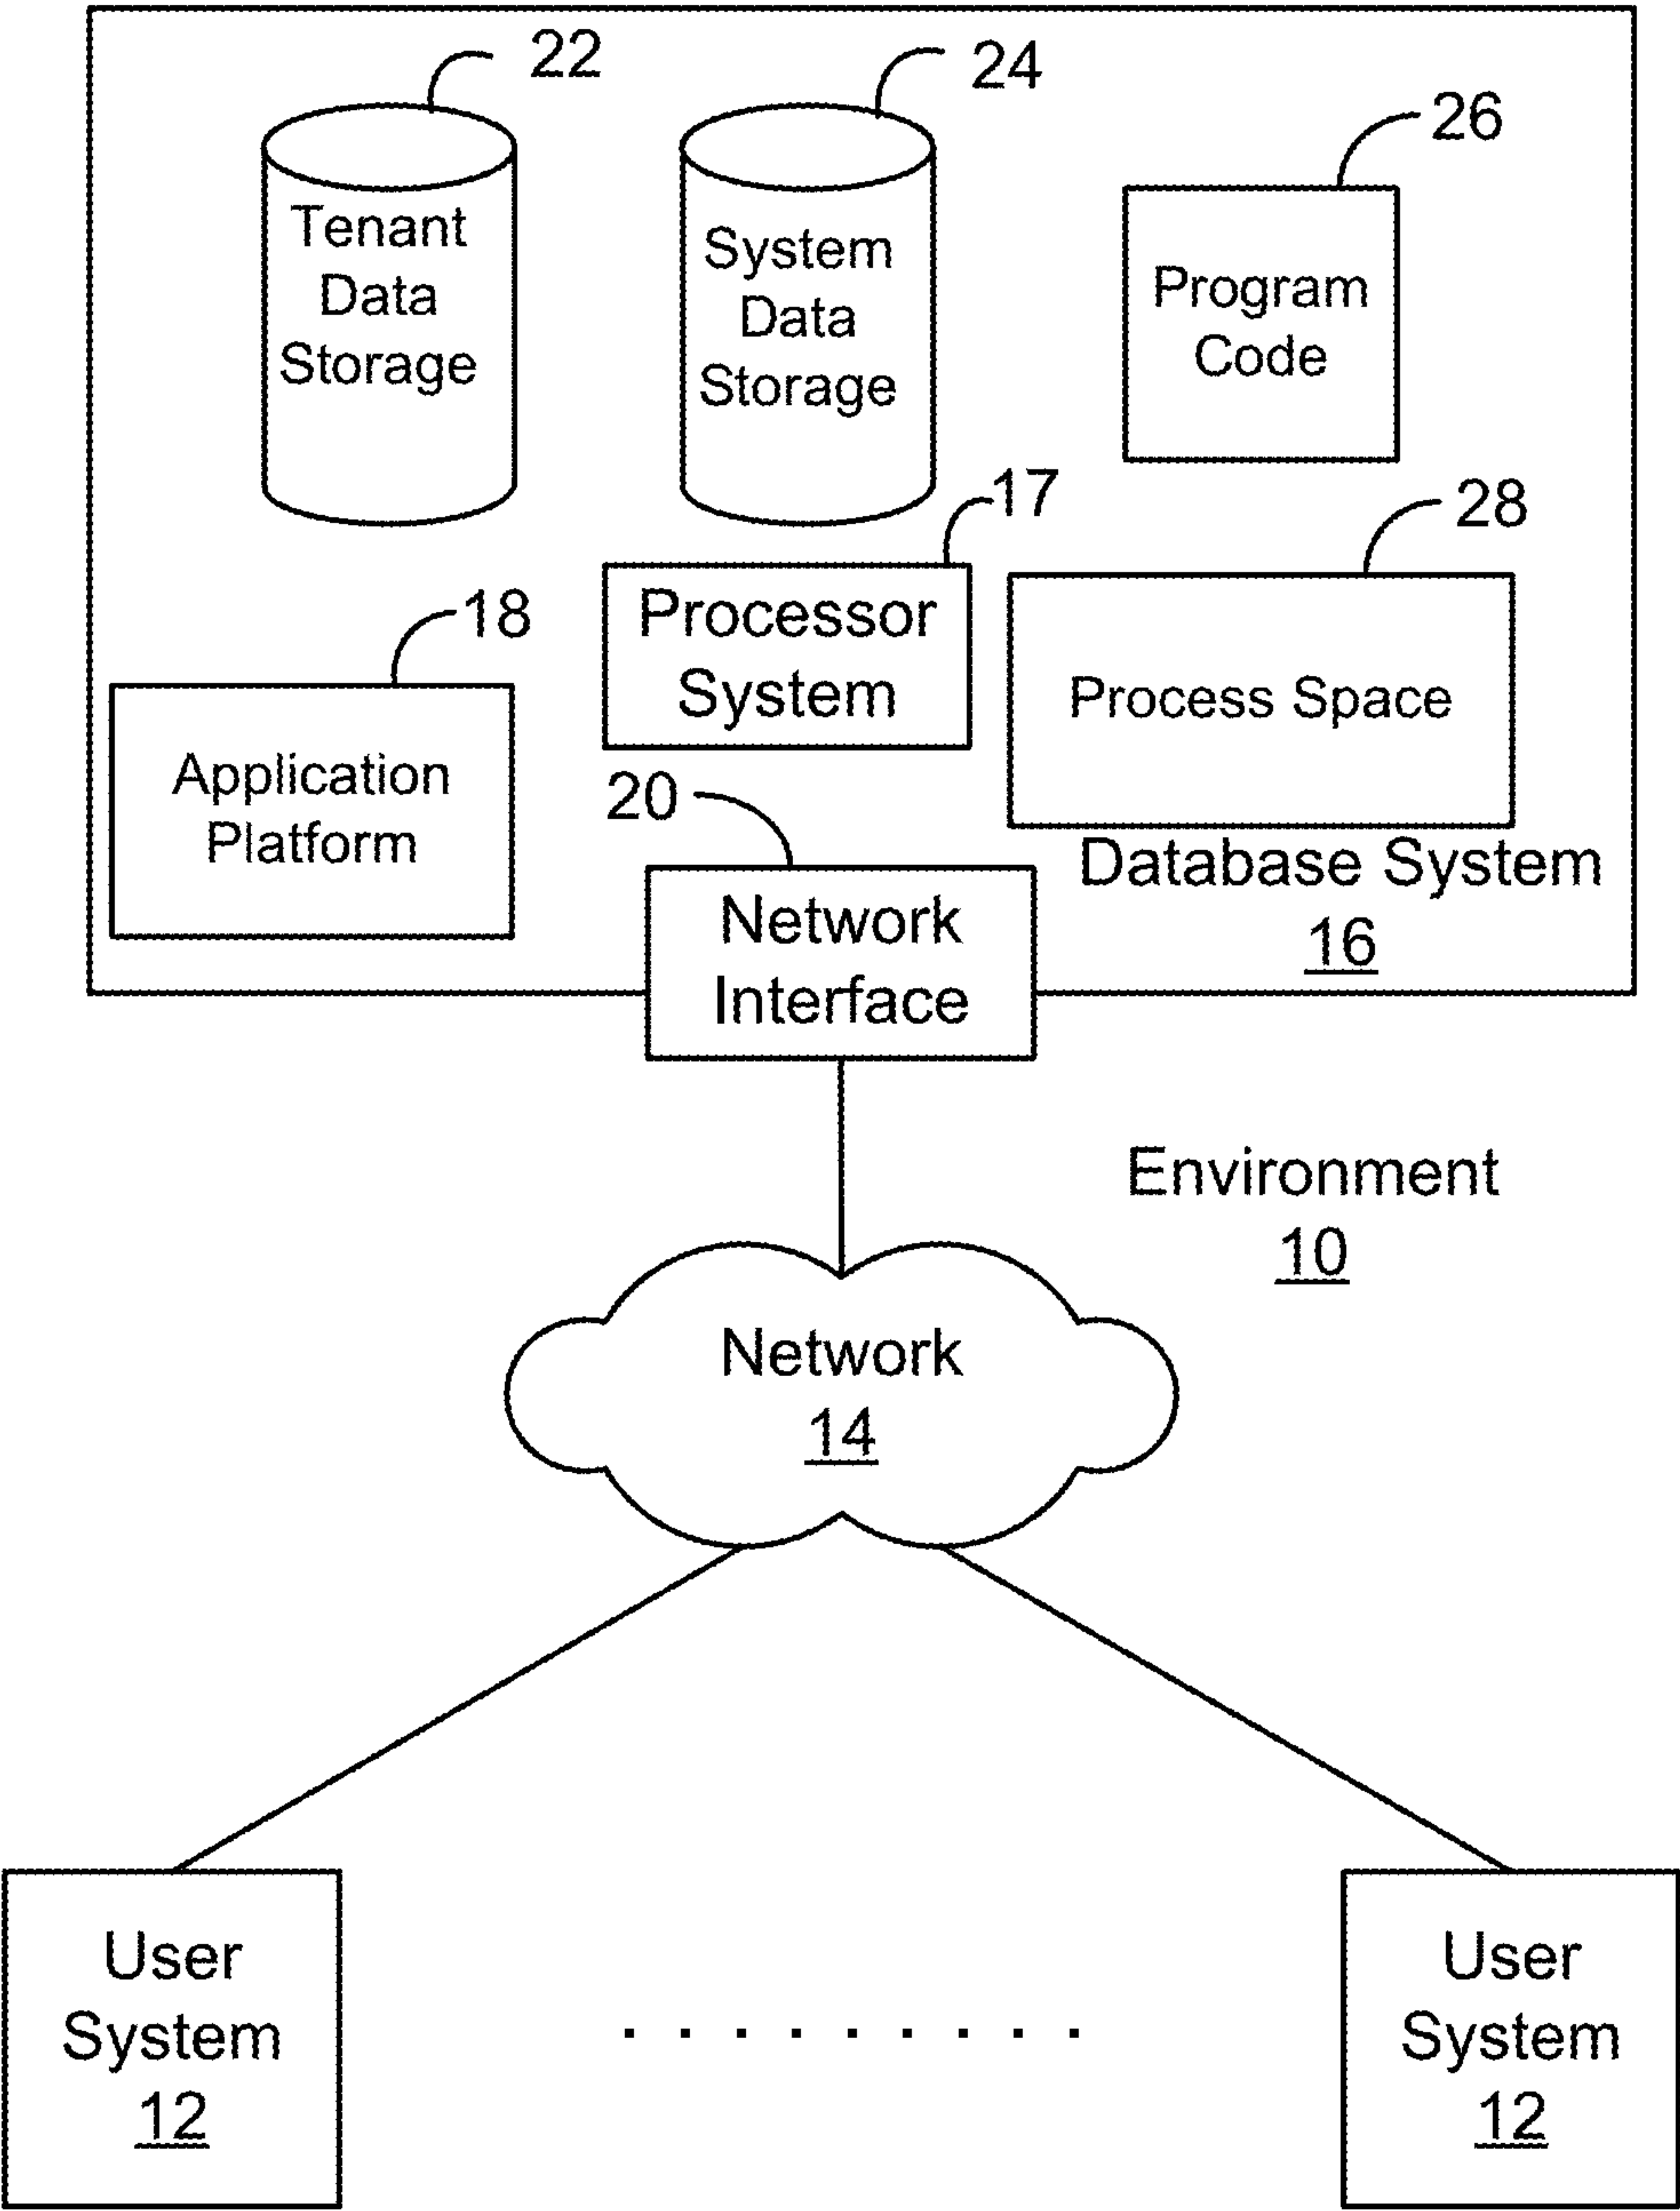 22
24
26
Tenant
Data
Storage
System
Data
Storage
Program
Code
17
28
18
Processor
System
Process Space
Application
Platform
20
Database System
16
Network
Interface
Environment
10
Network
14
User
System
12
. . . . . . . . .
User
System
12